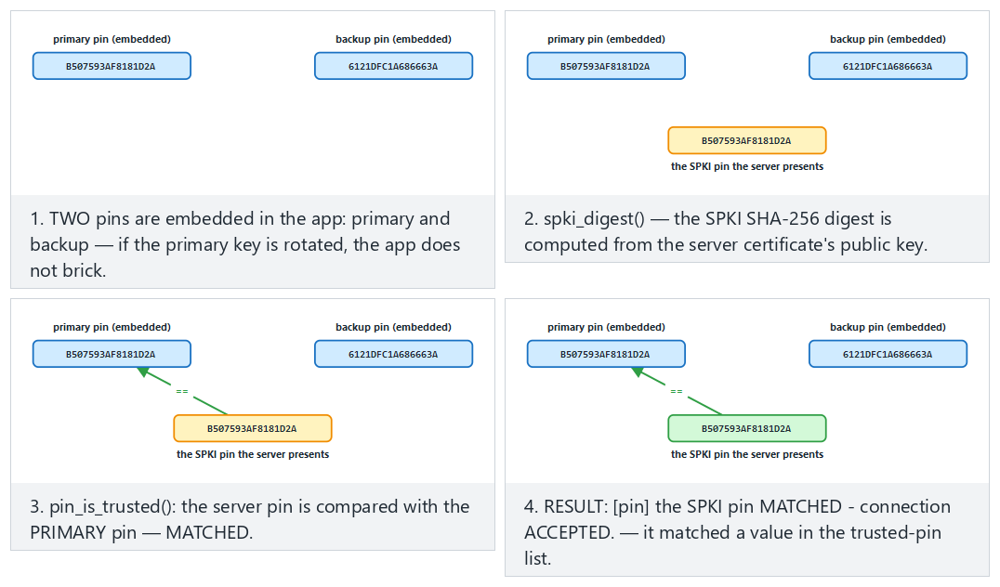 primary pin (embedded)
backup pin (embedded)
B507593AF8181D2A
6121DFC1A686663A
1. TWO pins are embedded in the app: primary and
backup — if the primary key is rotated, the app does
not brick.
primary pin (embedded)
backup pin (embedded)
B507593AF8181D2A
6121DFC1A686663A
B507593AF8181D2A
the SPKI pin the server presents
2. spki_digest() — the SPKI SHA-256 digest is
computed from the server certificate's public key.
primary pin (embedded)
backup pin (embedded)
B507593AF8181D2A
6121DFC1A686663A
==
B507593AF8181D2A
the SPKI pin the server presents
3. pin_is_trusted(): the server pin is compared with the
PRIMARY pin — MATCHED.
primary pin (embedded)
backup pin (embedded)
B507593AF8181D2A
6121DFC1A686663A
==
B507593AF8181D2A
the SPKI pin the server presents
4. RESULT: [pin] the SPKI pin MATCHED - connection
ACCEPTED. — it matched a value in the trusted-pin
list.